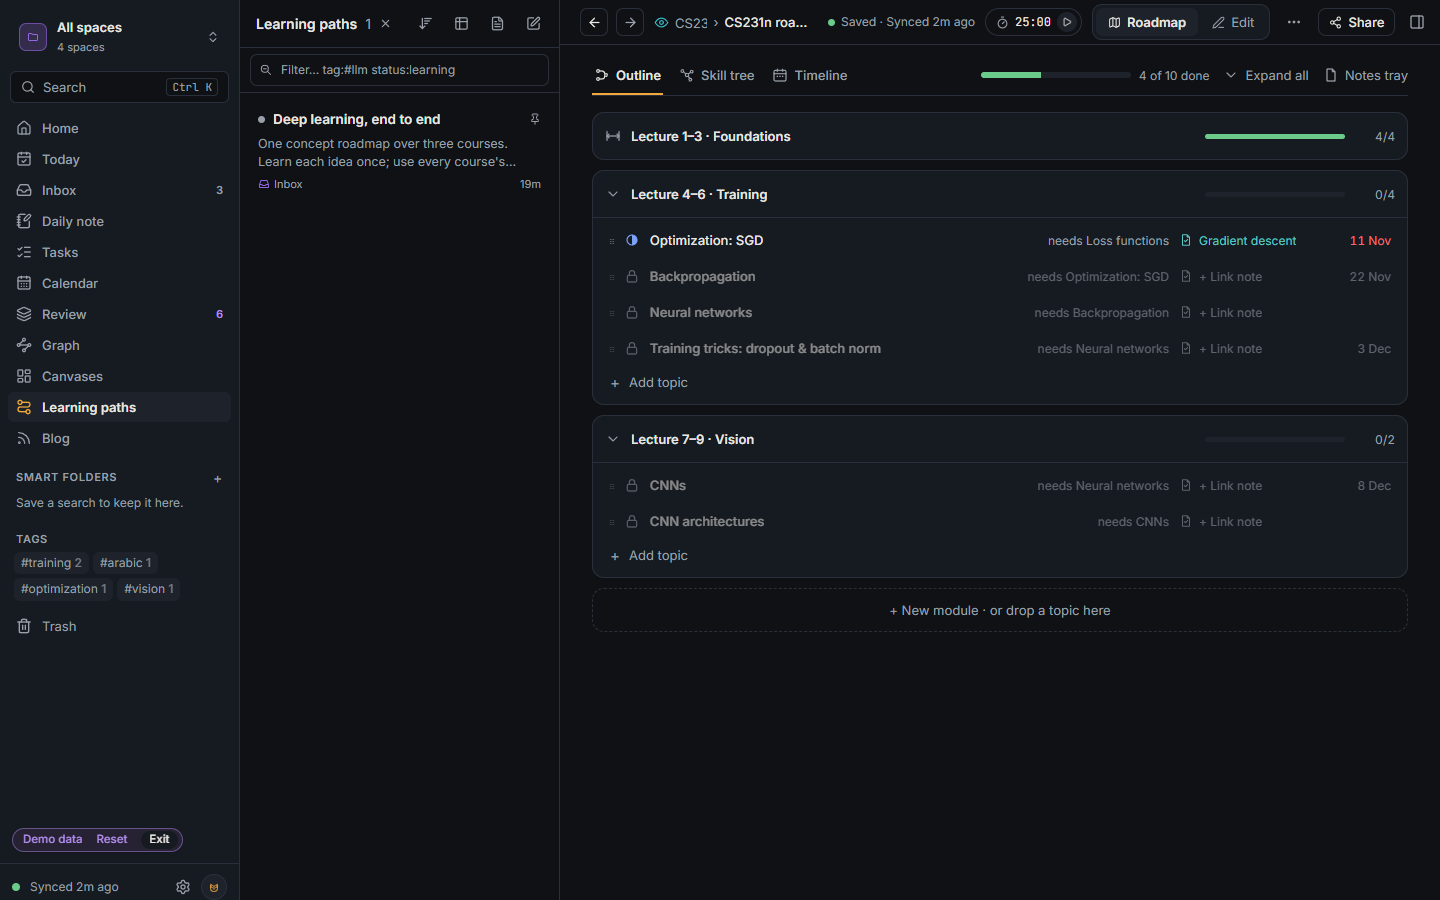 All spaces
4 spaces
Search Ctrl K
Home
Today
Inbox 3
Daily note
Tasks
Calendar
Review 6
Graph
Canvases
Learning paths
Blog
SMART FOLDERS +
Save a search to keep it here.
TAGS
#training 2 #arabic 1
#optimization 1 #vision 1
Trash
Demo data Reset Exit
Synced 2m ago
Learning paths 1
Filter... tag:#llm status:learning
Deep learning, end to end
One concept roadmap over three courses.
Learn each idea once; use every course's...
Inbox 19m
CS23 › CS231n roa... Saved · Synced 2m ago 25:00 Roadmap Edit Share
Outline Skill tree Timeline 4 of 10 done Expand all Notes tray
Lecture 1–3 · Foundations 4/4
Lecture 4–6 · Training 0/4
Optimization: SGD needs Loss functions Gradient descent 11 Nov
Backpropagation needs Optimization: SGD + Link note 22 Nov
Neural networks needs Backpropagation + Link note
Training tricks: dropout & batch norm needs Neural networks + Link note 3 Dec
+ Add topic
Lecture 7–9 · Vision 0/2
CNNs needs Neural networks + Link note 8 Dec
CNN architectures needs CNNs + Link note
+ Add topic
+ New module · or drop a topic here